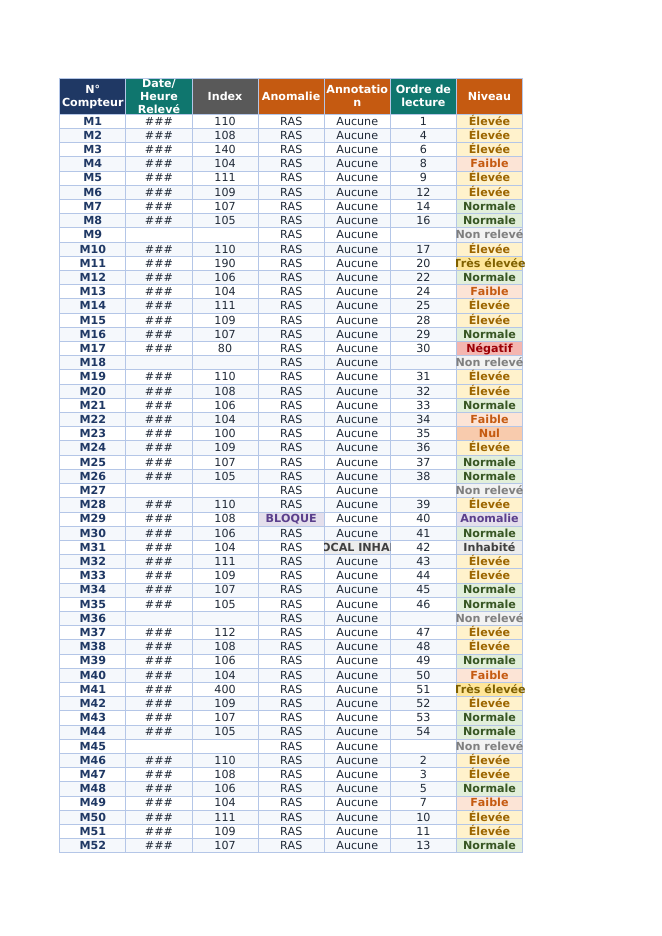 N° Compteur Date/ Heure Relevé Index Anomalie Annotation Ordre de lecture Niveau
M1 ### 110 RAS Aucune 1 Élevée
M2 ### 108 RAS Aucune 4 Élevée
M3 ### 140 RAS Aucune 6 Élevée
M4 ### 104 RAS Aucune 8 Faible
M5 ### 111 RAS Aucune 9 Élevée
M6 ### 109 RAS Aucune 12 Élevée
M7 ### 107 RAS Aucune 14 Normale
M8 ### 105 RAS Aucune 16 Normale
M9 RAS Aucune Non relevé
M10 ### 110 RAS Aucune 17 Élevée
M11 ### 190 RAS Aucune 20 Très élevée
M12 ### 106 RAS Aucune 22 Normale
M13 ### 104 RAS Aucune 24 Faible
M14 ### 111 RAS Aucune 25 Élevée
M15 ### 109 RAS Aucune 28 Élevée
M16 ### 107 RAS Aucune 29 Normale
M17 ### 80 RAS Aucune 30 Négatif
M18 RAS Aucune Non relevé
M19 ### 110 RAS Aucune 31 Élevée
M20 ### 108 RAS Aucune 32 Élevée
M21 ### 106 RAS Aucune 33 Normale
M22 ### 104 RAS Aucune 34 Faible
M23 ### 100 RAS Aucune 35 Nul
M24 ### 109 RAS Aucune 36 Élevée
M25 ### 107 RAS Aucune 37 Normale
M26 ### 105 RAS Aucune 38 Normale
M27 RAS Aucune Non relevé
M28 ### 110 RAS Aucune 39 Élevée
M29 ### 108 BLOQUE Aucune 40 Anomalie
M30 ### 106 RAS Aucune 41 Normale
M31 ### 104 RAS OCAL INHA 42 Inhabité
M32 ### 111 RAS Aucune 43 Élevée
M33 ### 109 RAS Aucune 44 Élevée
M34 ### 107 RAS Aucune 45 Normale
M35 ### 105 RAS Aucune 46 Normale
M36 RAS Aucune Non relevé
M37 ### 112 RAS Aucune 47 Élevée
M38 ### 108 RAS Aucune 48 Élevée
M39 ### 106 RAS Aucune 49 Normale
M40 ### 104 RAS Aucune 50 Faible
M41 ### 400 RAS Aucune 51 Très élevée
M42 ### 109 RAS Aucune 52 Élevée
M43 ### 107 RAS Aucune 53 Normale
M44 ### 105 RAS Aucune 54 Normale
M45 RAS Aucune Non relevé
M46 ### 110 RAS Aucune 2 Élevée
M47 ### 108 RAS Aucune 3 Élevée
M48 ### 106 RAS Aucune 5 Normale
M49 ### 104 RAS Aucune 7 Faible
M50 ### 111 RAS Aucune 10 Élevée
M51 ### 109 RAS Aucune 11 Élevée
M52 ### 107 RAS Aucune 13 Normale